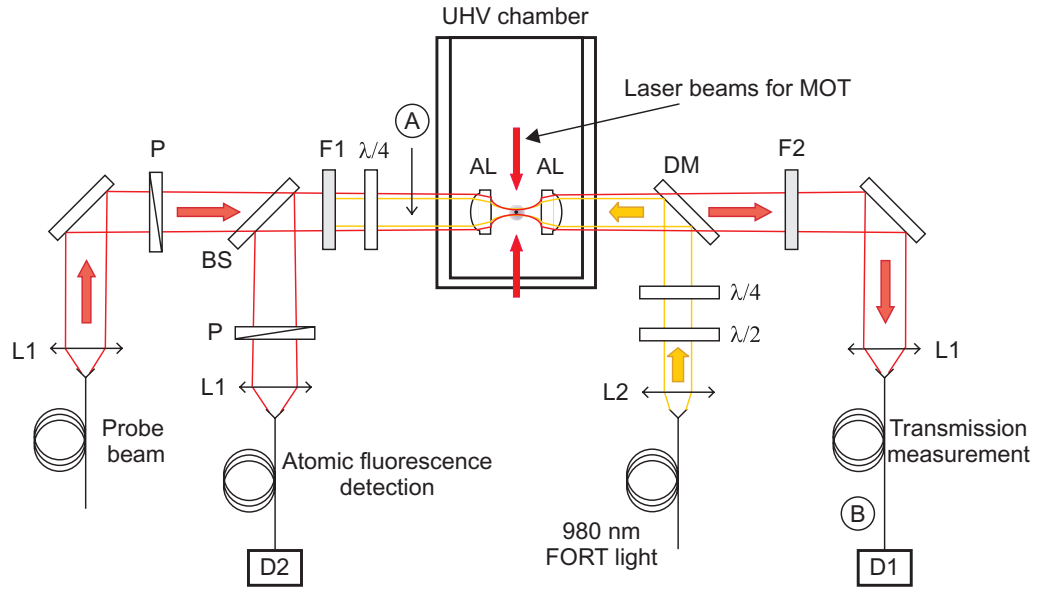 UHV chamber
Laser beams for MOT
A
P
F1
λ/4
AL
AL
DM
F2
BS
λ/4
P
λ/2
L1
L1
L2
L1
Probe
beam
Atomic fluorescence
detection
Transmission
measurement
980 nm
FORT light
B
D2
D1